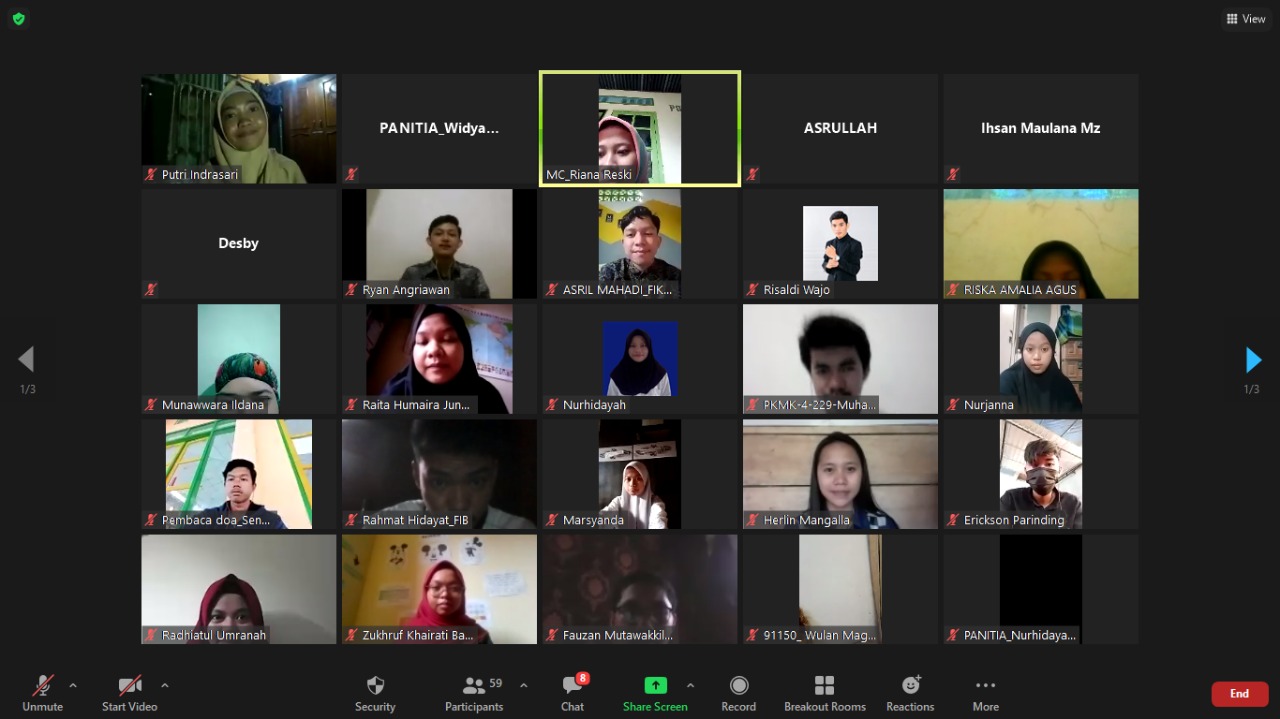 View
Putri Indrasari
PANITIA_Widya...
MC_Riana Reski
ASRULLAH
Ihsan Maulana Mz
Desby
Ryan Angriawan
ASRIL MAHADI_FIK...
Risaldi Wajo
RISKA AMALIA AGUS
Munawwara Ildana
Raita Humaira Jun...
Nurhidayah
PKMK-4-229-Muha...
Nurjanna
1/3
1/3
Pembaca doa_Sen...
Rahmat Hidayat_FIB
Marsyanda
Herlin Mangalla
Erickson Parinding
Radhiatul Umranah
Zukhruf Khairati Ba...
Fauzan Mutawakkil...
91150_ Wulan Mag...
PANITIA_Nurhidaya...
59
8
Unmute
Start Video
Security
Participants
Chat
Share Screen
Record
Breakout Rooms
Reactions
More
End